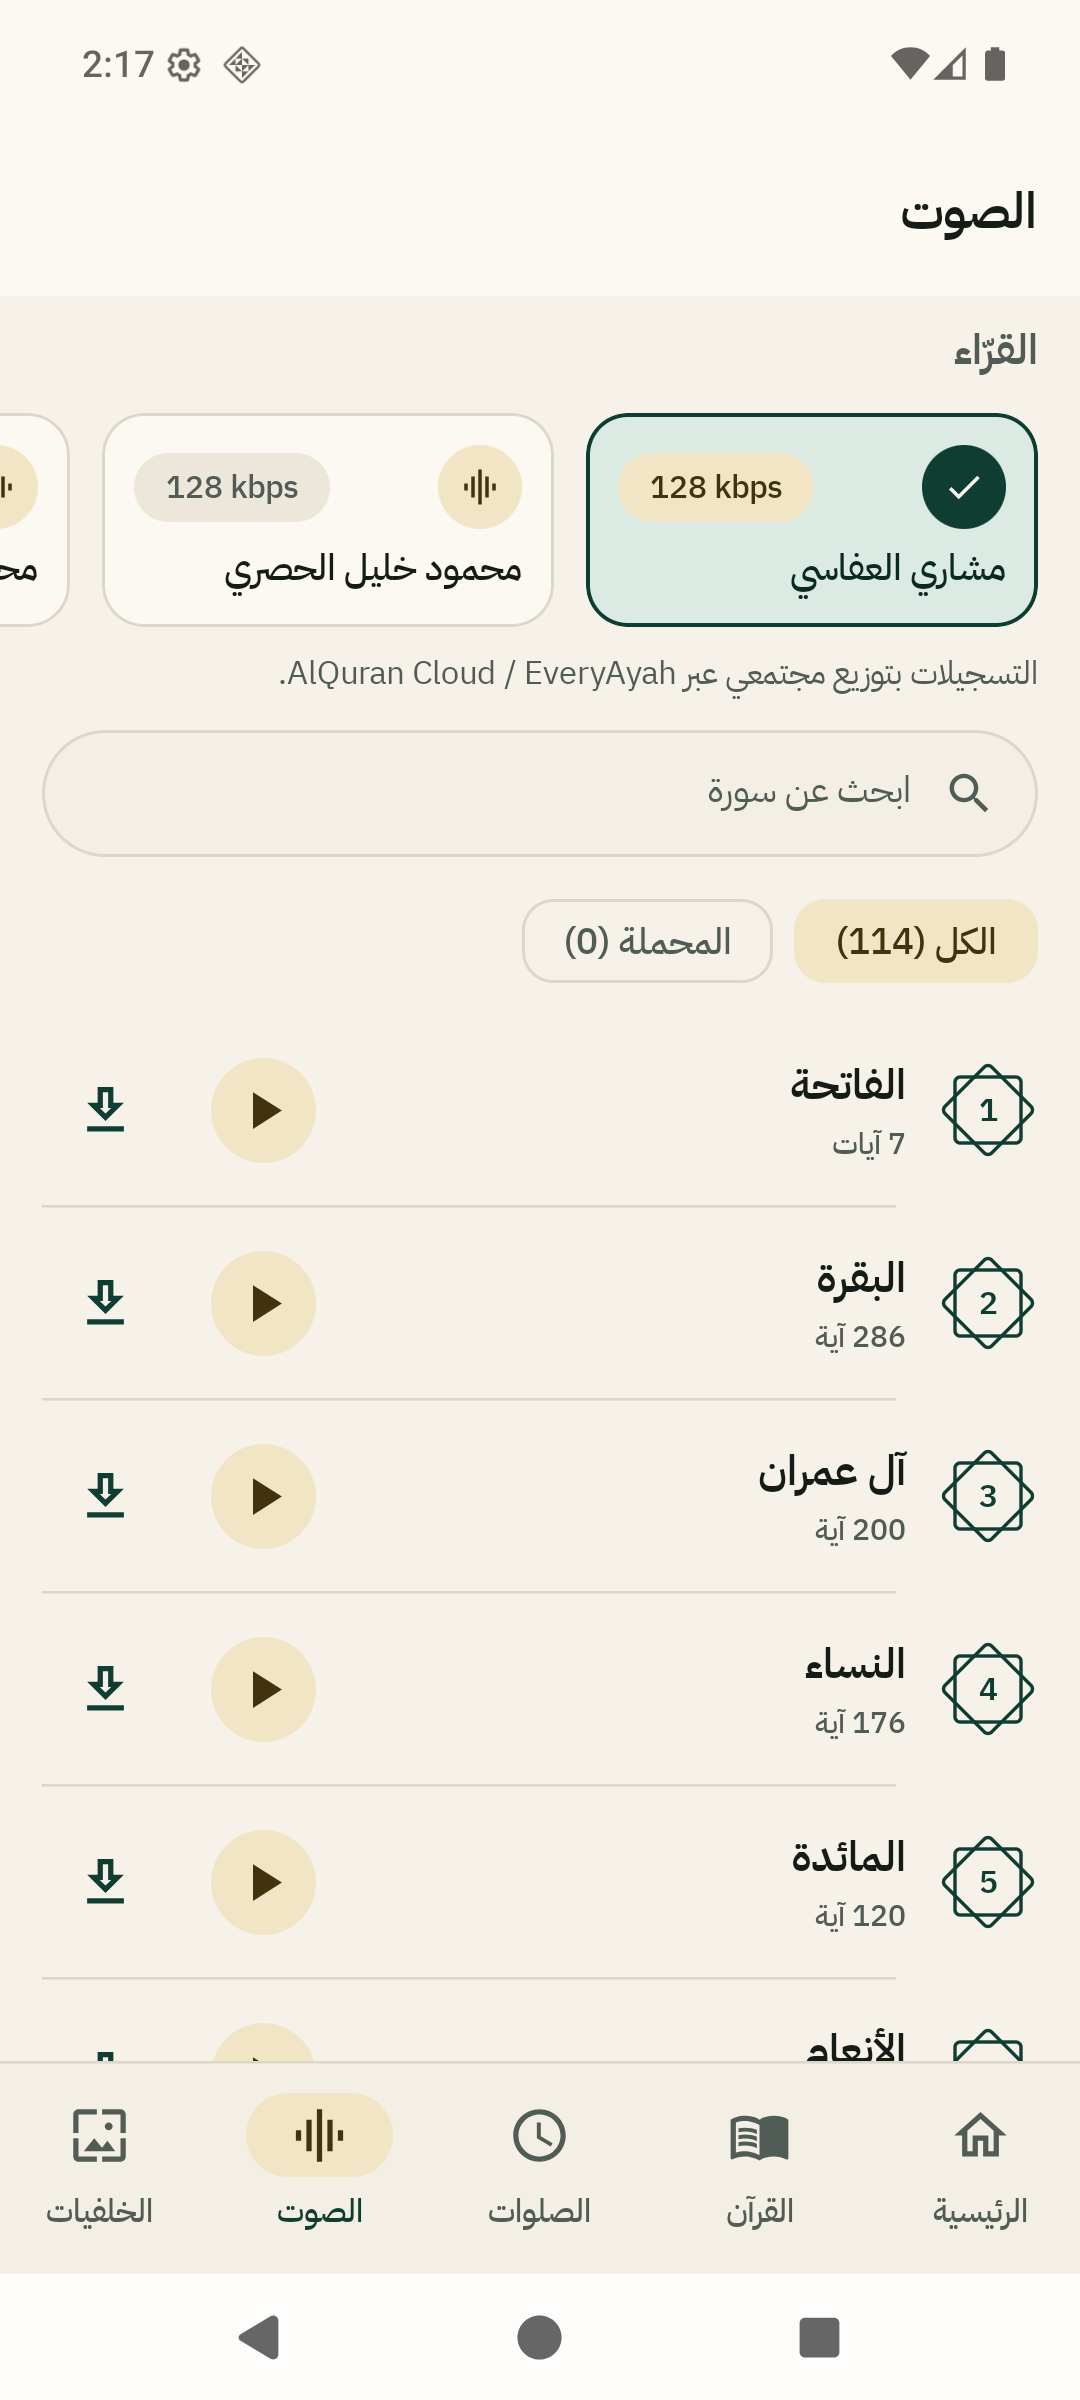 2:17
الصوت
القرّاء
128 kbps
مشاري العفاسي
128 kbps
محمود خليل الحصري
التسجيلات بتوزيع مجتمعي عبر AlQuran Cloud / EveryAyah.
ابحث عن سورة
الكل (114)
المحملة (0)
1
الفاتحة
7 آيات
2
البقرة
286 آية
3
آل عمران
200 آية
4
النساء
176 آية
5
المائدة
120 آية
الأنعام
الرئيسية
القرآن
الصلوات
الصوت
الخلفيات